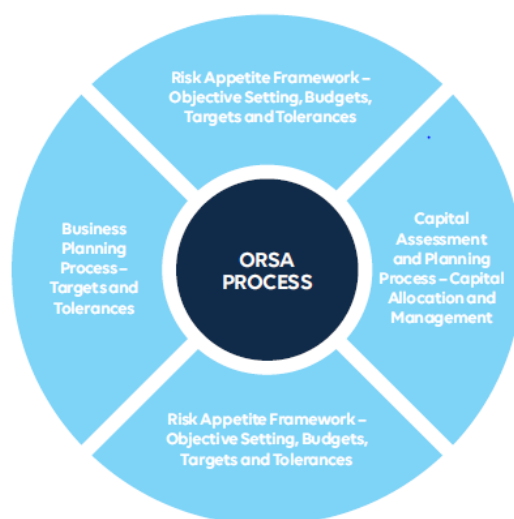 Risk Appetite Framework –
Objective Setting, Budgets,
Targets and Tolerances
Business
Planning
Process –
Targets and
Tolerances
ORSA
PROCESS
Capital
Assessment
and Planning
Process – Capital
Allocation and
Management
Risk Appetite Framework –
Objective Setting, Budgets,
Targets and Tolerances